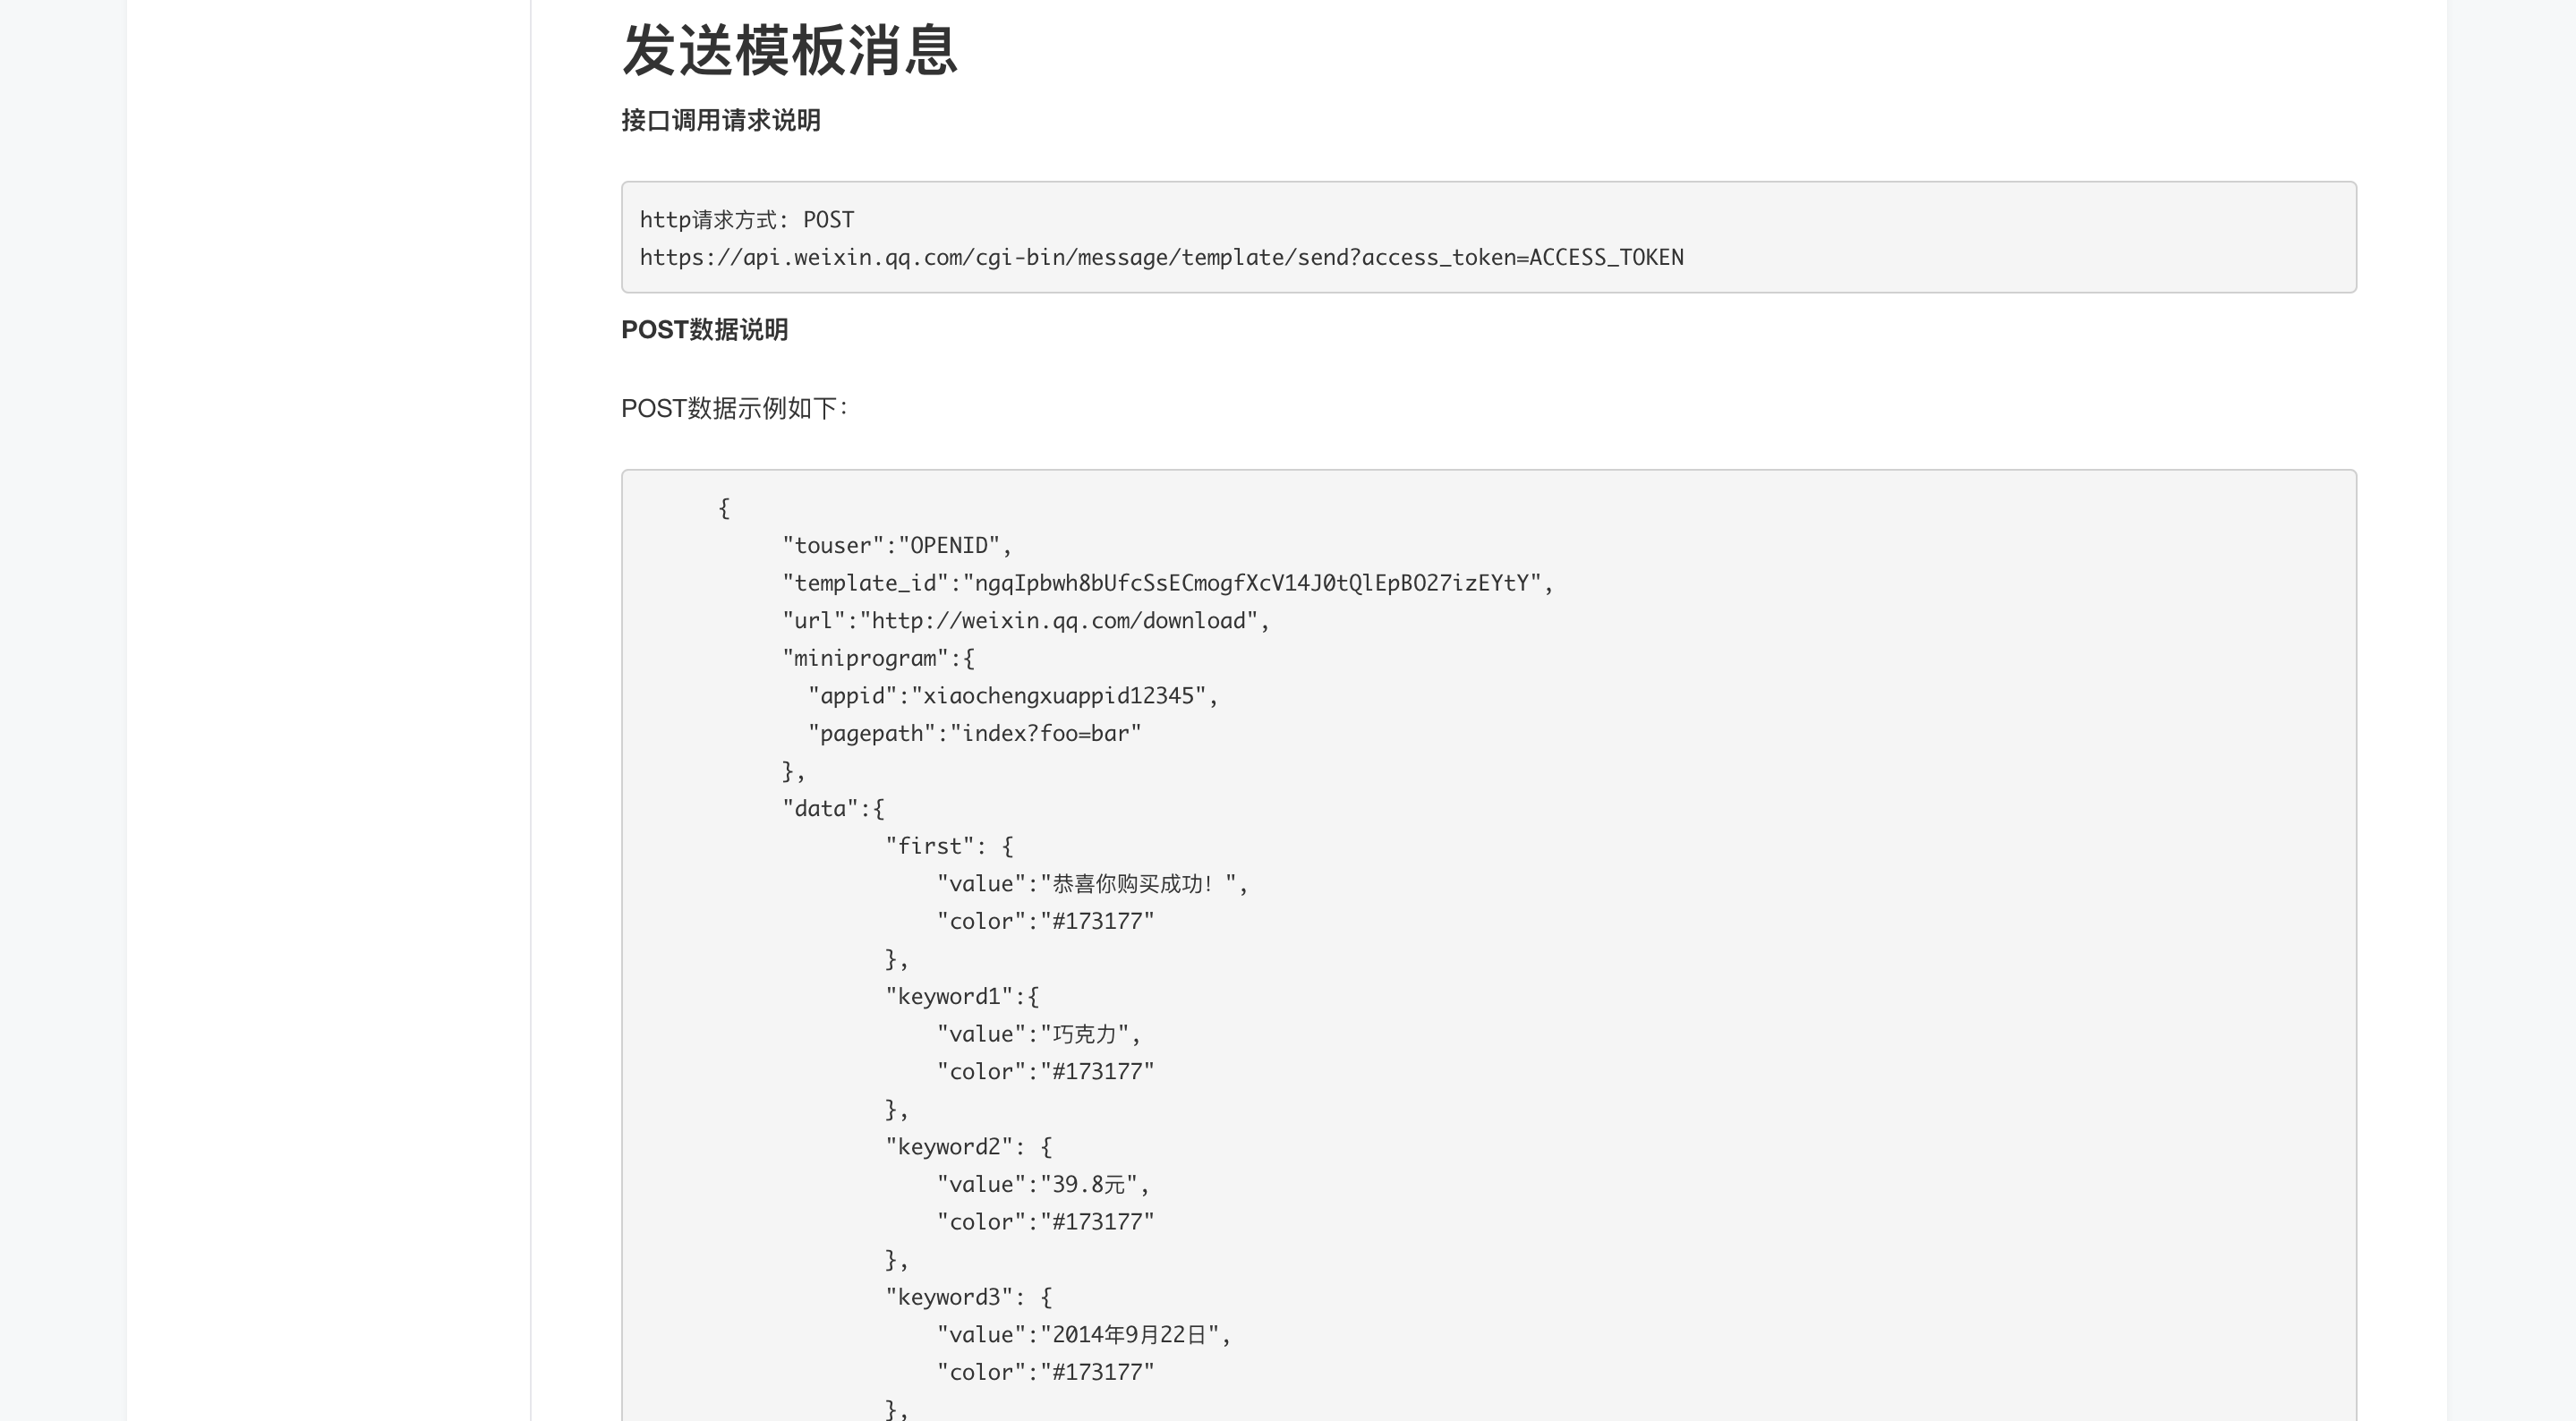 发送模板消息
接口调用请求说明
http请求方式: POST
https://api.weixin.qq.com/cgi-bin/message/template/send?access_token=ACCESS_TOKEN
POST数据说明
POST数据示例如下：
{
"touser":"OPENID",
"template_id":"ngqIpbwh8bUfcSsECmogfXcV14J0tQlEpBO27izEYtY",
"url":"http://weixin.qq.com/download",
"miniprogram":{
"appid":"xiaochengxuappid12345",
"pagepath":"index?foo=bar"
},
"data":{
"first": {
"value":"恭喜你购买成功！",
"color":"#173177"
},
"keyword1":{
"value":"巧克力",
"color":"#173177"
},
"keyword2": {
"value":"39.8元",
"color":"#173177"
},
"keyword3": {
"value":"2014年9月22日",
"color":"#173177"
},